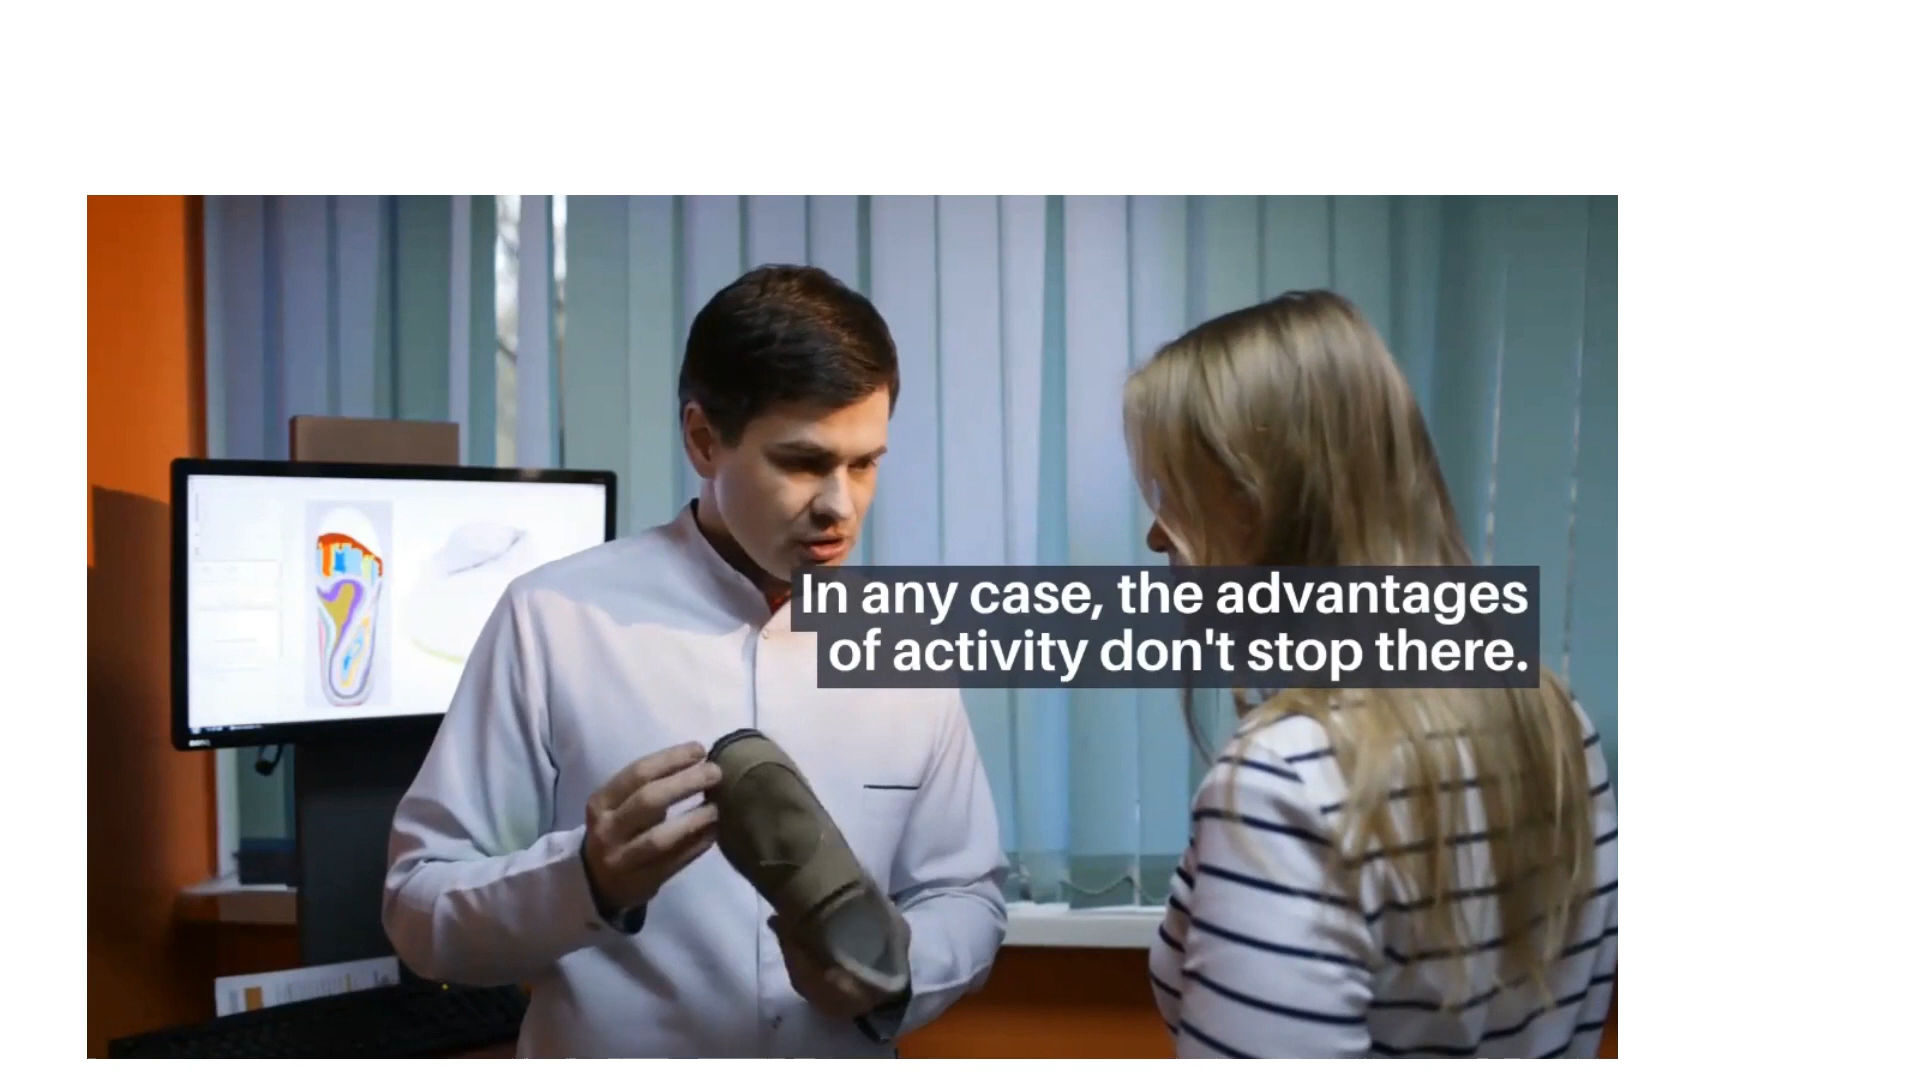 In any case, the advantages
of activity don't stop there.